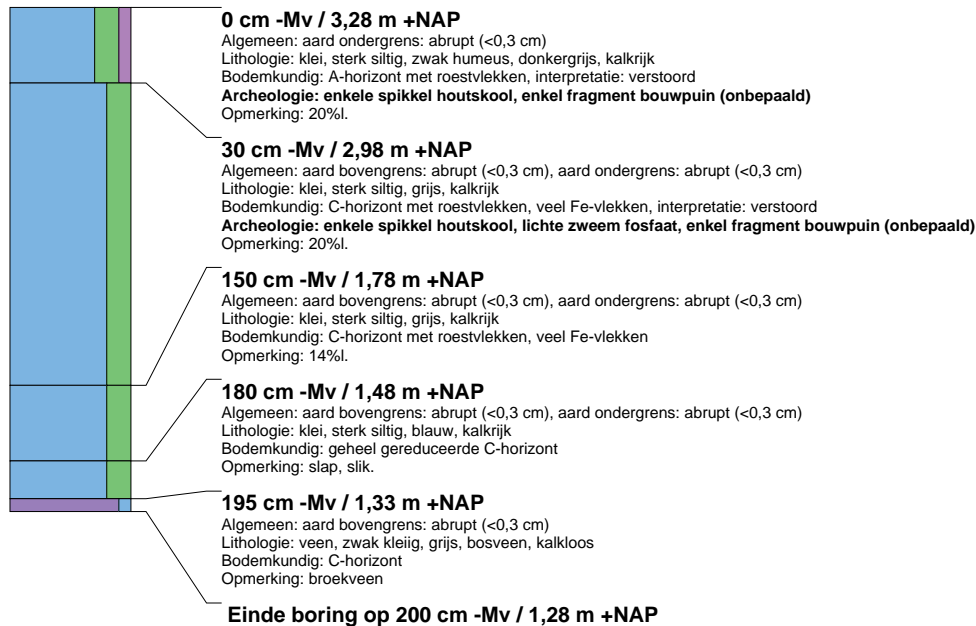 0 cm -Mv / 3,28 m +NAP
Algemeen: aard ondergrens: abrupt (<0,3 cm)
Lithologie: klei, sterk siltig, zwak humeus, donkergrijs, kalkrijk
Bodemkundig: A-horizont met roestvlekken, interpretatie: verstoord
Archeologie: enkele spikkel houtskool, enkel fragment bouwpuin (onbepaald)
Opmerking: 20%l.
30 cm -Mv / 2,98 m +NAP
Algemeen: aard bovengrens: abrupt (<0,3 cm), aard ondergrens: abrupt (<0,3 cm)
Lithologie: klei, sterk siltig, grijs, kalkrijk
Bodemkundig: C-horizont met roestvlekken, veel Fe-vlekken, interpretatie: verstoord
Archeologie: enkele spikkel houtskool, lichte zweem fosfaat, enkel fragment bouwpuin (onbepaald)
Opmerking: 20%l.
150 cm -Mv / 1,78 m +NAP
Algemeen: aard bovengrens: abrupt (<0,3 cm), aard ondergrens: abrupt (<0,3 cm)
Lithologie: klei, sterk siltig, grijs, kalkrijk
Bodemkundig: C-horizont met roestvlekken, veel Fe-vlekken
Opmerking: 14%l.
180 cm -Mv / 1,48 m +NAP
Algemeen: aard bovengrens: abrupt (<0,3 cm), aard ondergrens: abrupt (<0,3 cm)
Lithologie: klei, sterk siltig, blauw, kalkrijk
Bodemkundig: geheel gereduceerde C-horizont
Opmerking: slap, slik.
195 cm -Mv / 1,33 m +NAP
Algemeen: aard bovengrens: abrupt (<0,3 cm)
Lithologie: veen, zwak kleiig, grijs, bosveen, kalkloos
Bodemkundig: C-horizont
Opmerking: broekveen
Einde boring op 200 cm -Mv / 1,28 m +NAP